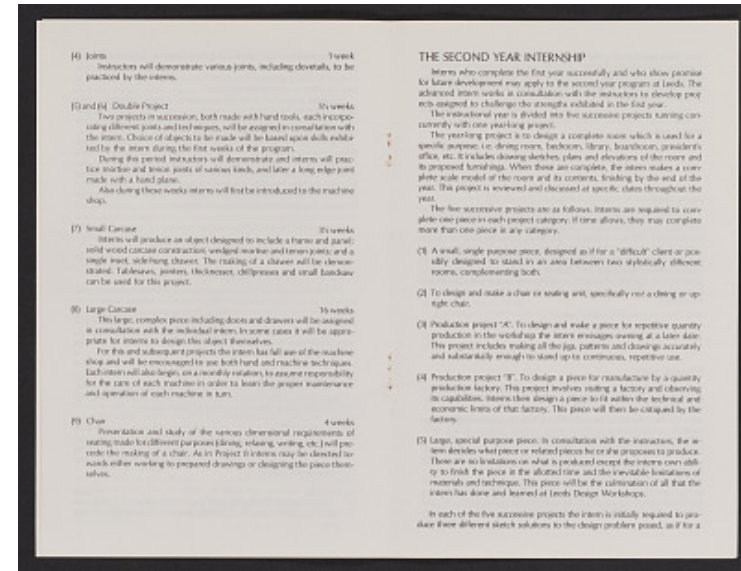 (4) Joints 1 week
Instructors will demonstrate various joints, including dovetails, to be
practiced by the interns.
(5) and (6) Double Project weeks
Two projects in succession, both made with hand tools, each incorpo-
rating different joints and techniques, will be assigned in consultation with
the intern. Choice of objects to be made will be based upon skills exhibi-
ted by the intern during the first weeks of the program.
During this period instructors will demonstrate and interns will prac-
tice mortise and tenon joints of various kinds, and later a long edge joint
made with a hand plane.
Also during these weeks interns will first be introduced to the machine
shop.
(7) Small Carcase weeks
Interns will produce an object designed to include a frame and panel;
solid wood carcase construction; wedged mortise and tenon joints; and a
single inset, side-hung drawer. The making of a drawer will be demon-
strated. Tablesaws, jointers, thicknesser, drillpresses and small bandsaw
can be used for this project.
(8) Large Carcase 16 weeks
This large, complex piece including doors and drawers will be assigned
in consultation with the individual intern. In some cases it will be appro-
priate for interns to design this object themselves.
For this and subsequent projects the intern has full use of the machine
shop and will be encouraged to use both hand and machine techniques.
Each intern will also begin, on a monthly rotation, to assume responsibility
for the care of each machine in order to learn the proper maintenance
and operation of each machine in turn.
(9) Chair 4 weeks
Presentation and study of the various dimensional requirements of
seating made for different purposes (dining, relaxing, writing, etc.) will pre-
cede the making of a chair. As in Project 8 interns may be directed to-
wards either working to prepared drawings or designing the piece them-
selves.
THE SECOND YEAR INTERNSHIP
Interns who complete the first year successfully and who show promise
for future development may apply to the second year program at Leeds. The
advanced intern works in consultation with the instructors to develop proj-
ects designed to challenge the strengths exhibited in the first year.
The instructional year is divided into five successive projects running con-
currently with one year-long project.
The year-long project is to design a complete room which is used for a
specific purpose, i.e. dining room, bedroom, library, boardroom, president's
office, etc. It includes drawing sketches, plans and elevations of the room and
its proposed furnishings. When these are complete, the intern makes a com-
plete scale model of the room and its contents, finishing by the end of the
year. This project is reviewed and discussed at specific dates throughout the
year.
The five successive projects are as follows. Interns are required to com-
plete one piece in each project category. If time allows, they may complete
more than one piece in any category.
(1) A small, single purpose piece, designed as if for a "difficult" client or pos-
sibly designed to stand in an area between two stylistically different
rooms, complementing both.
(2) To design and make a chair or seating unit, specifically not a dining or up-
right chair.
(3) Production project "A". To design and make a piece for repetitive quantity
production in the workshop the intern envisages owning at a later date.
This project includes making all the jigs, patterns and drawings accurately
and substantially enough to stand up to continuous, repetitive use.
(4) Production project "B". To design a piece for manufacture by a quantity
production factory. This project involves visiting a factory and observing
its capabilities. Interns then design a piece to fit within the technical and
economic limits of that factory. This piece will then be critiqued by the
factory.
(5) Large, special purpose piece. In consultation with the instructors, the in-
tern decides what piece or related pieces he or she proposes to produce.
There are no limitations on what is produced except the interns own abili-
ty to finish the piece in the allotted time and the inevitable limitations of
materials and technique. This piece will be the culmination of all that the
intern has done and learned at Leeds Design Workshops.
In each of the five successive projects the intern is initially required to pro-
duce three different sketch solutions to the design problem posed, as if for a